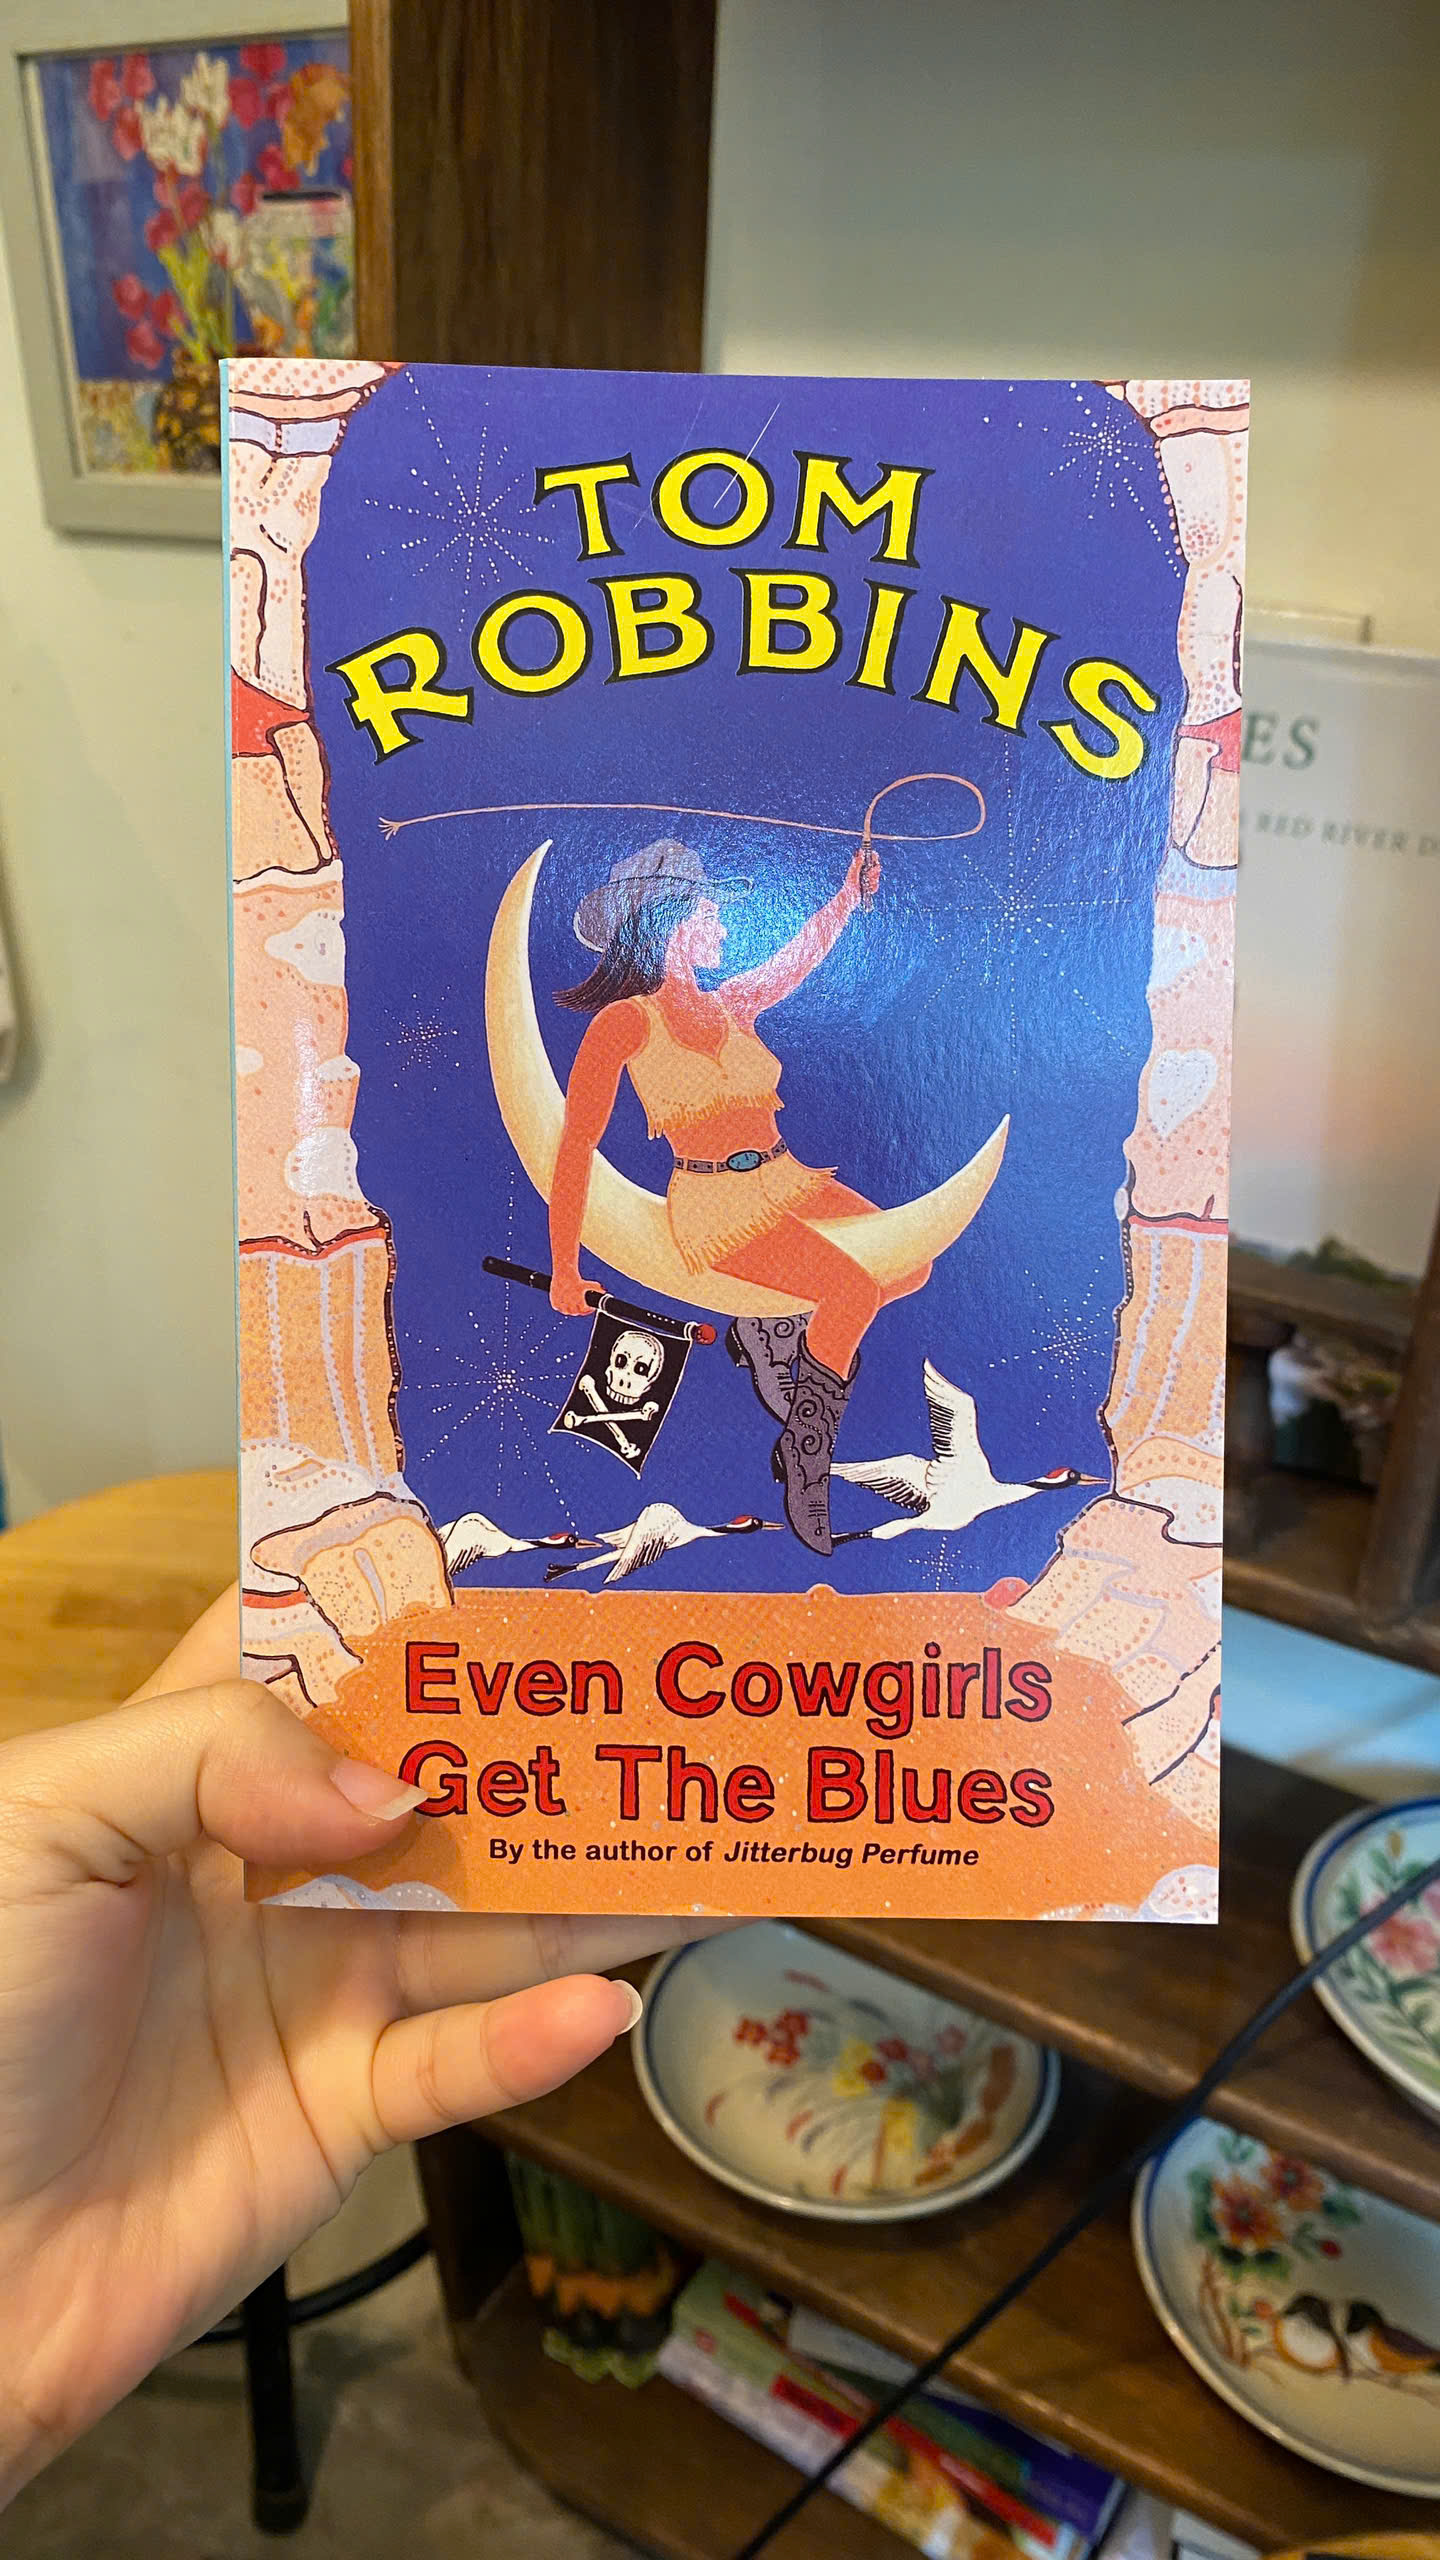 TOM
ROBBINS
Even Cowgirls
Get The Blues
By the author of Jitterbug Perfume
ES
RED RIVER D